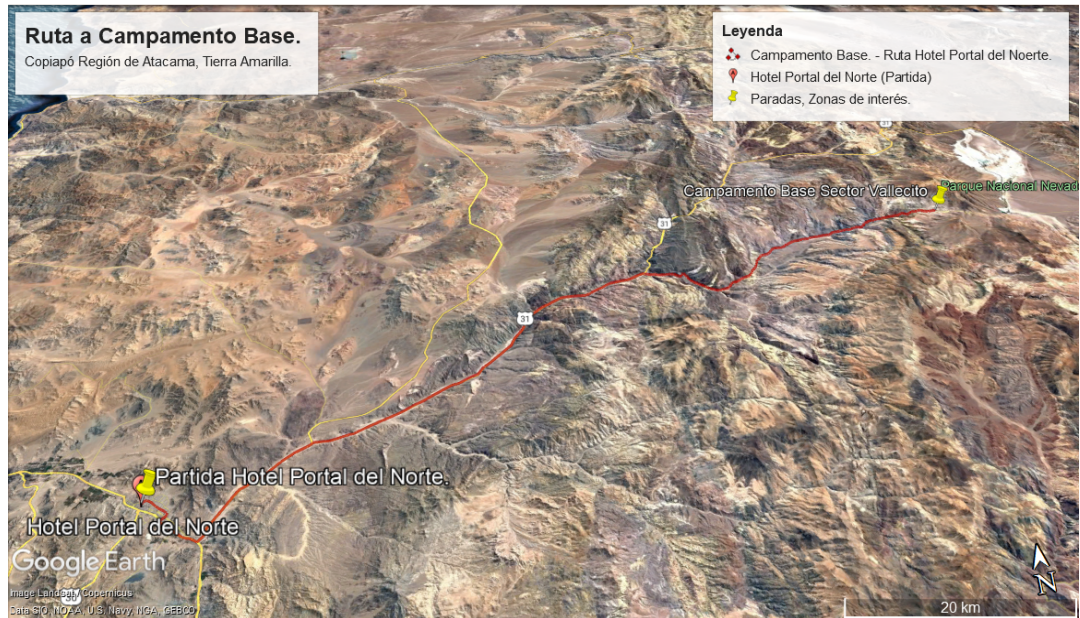 Ruta a Campamento Base.
Copiapó Región de Atacama, Tierra Amarilla.
Leyenda
Campamento Base. - Ruta Hotel Portal del Noerte.
Hotel Portal del Norte (Partida)
Paradas, Zonas de interés.
31
Campamento Base Sector Vallecito
Parque Nacional Nevad
31
31
Partida Hotel Portal del Norte.
Hotel Portal del Norte
Google Earth
Image Landsat / Copernicus
Data SIO, NOAA, U.S. Navy, NGA, GEBCO
N
20 km